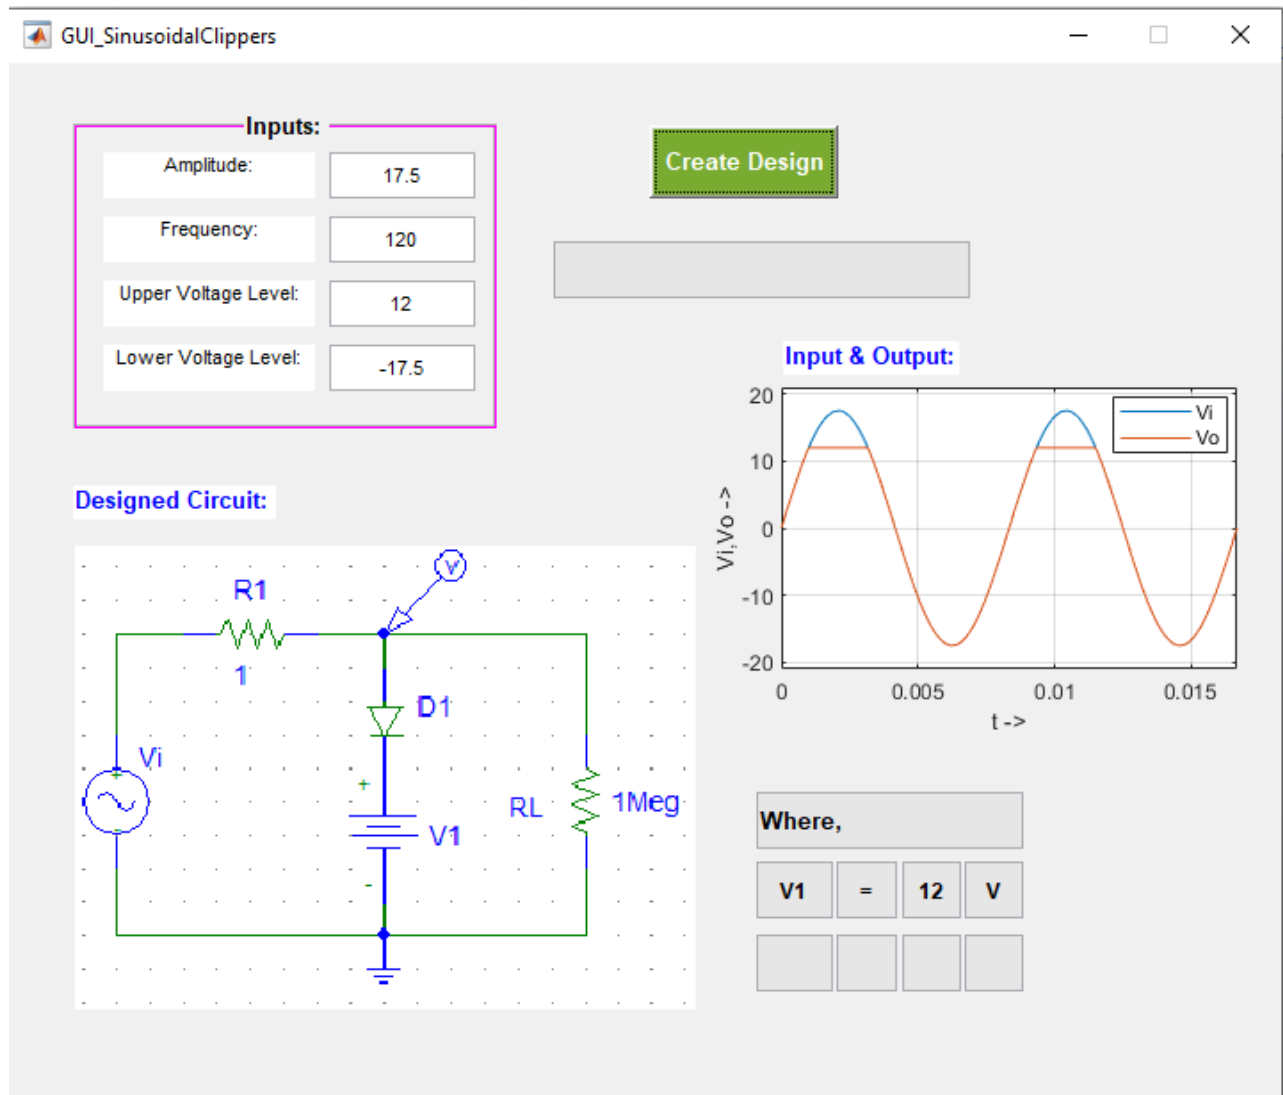 GUI_SinusoidalClippers
Inputs:
Amplitude: 17.5
Frequency: 120
Upper Voltage Level: 12
Lower Voltage Level: -17.5
Create Design
Input & Output:
20
10
0
-10
-20
Vi,Vo ->
Vi
Vo
0 0.005 0.01 0.015
t ->
Designed Circuit:
V
R1
1
D1
Vi
+
+
RL
1Meg
V1
-
Where,
V1 = 12 V